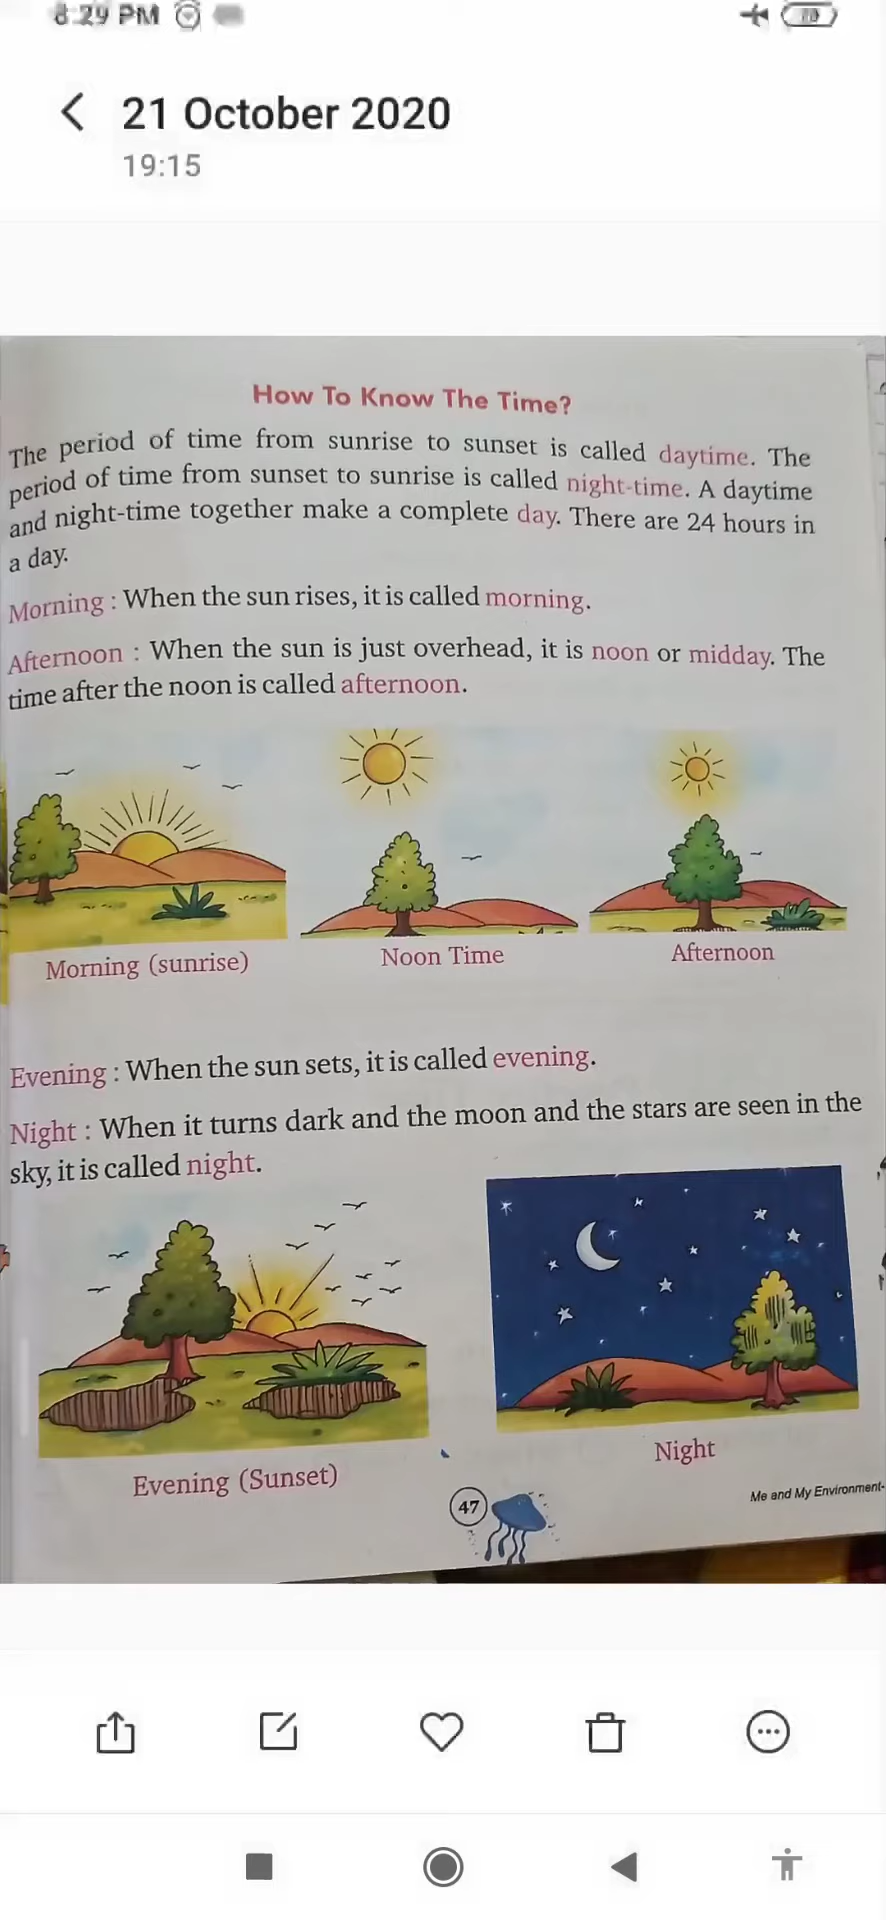 8:29 PM
21 October 2020
19:15
How To Know The Time?
The period of time from sunrise to sunset is called daytime. The
period of time from sunset to sunrise is called night-time. A daytime
and night-time together make a complete day. There are 24 hours in
a day.
Morning : When the sun rises, it is called morning.
Afternoon : When the sun is just overhead, it is noon or midday. The
time after the noon is called afternoon.
Morning (sunrise)
Noon Time
Afternoon
Evening : When the sun sets, it is called evening.
Night : When it turns dark and the moon and the stars are seen in the
sky, it is called night.
Evening (Sunset)
Night
47
Me and My Environment-